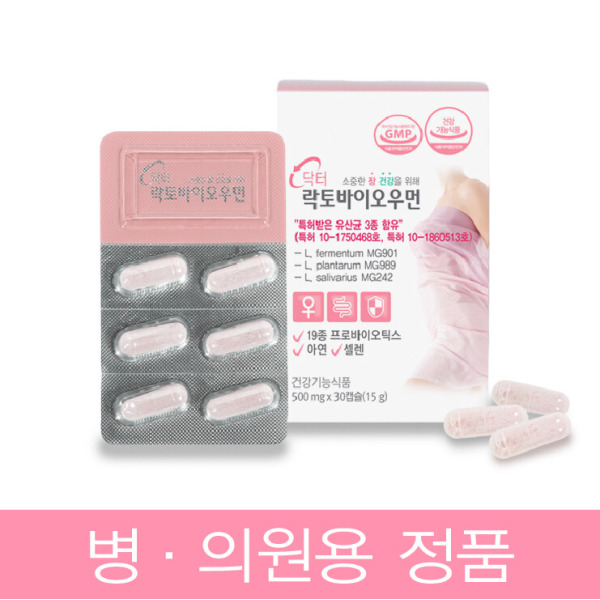 GMP
건강
기능식품
닥터
소중한 장 건강을 위해
락토바이오우먼
"특허받은 유산균 3종 함유"
(특허 10-1750468호, 특허 10-1860513호)
– L. fermentum MG901
– L. plantarum MG989
– L. salivarius MG242
✓ 19종 프로바이오틱스
✓ 아연 ✓ 셀렌
건강기능식품
500 mg x 30캡슐(15 g)
닥터
락토바이오우먼
병 · 의원용 정품